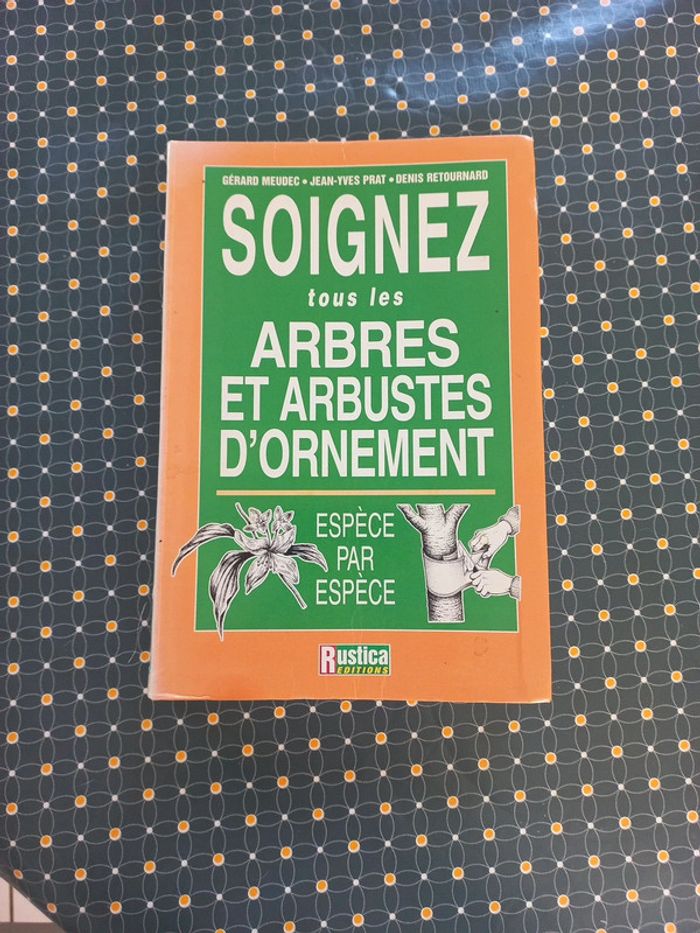 GÉRARD MEUDEC • JEAN-YVES PRAT • DENIS RETOURNARD
SOIGNEZ
tous les
ARBRES
ET ARBUSTES
D'ORNEMENT
ESPÈCE
PAR
ESPÈCE
Rustica
EDITIONS